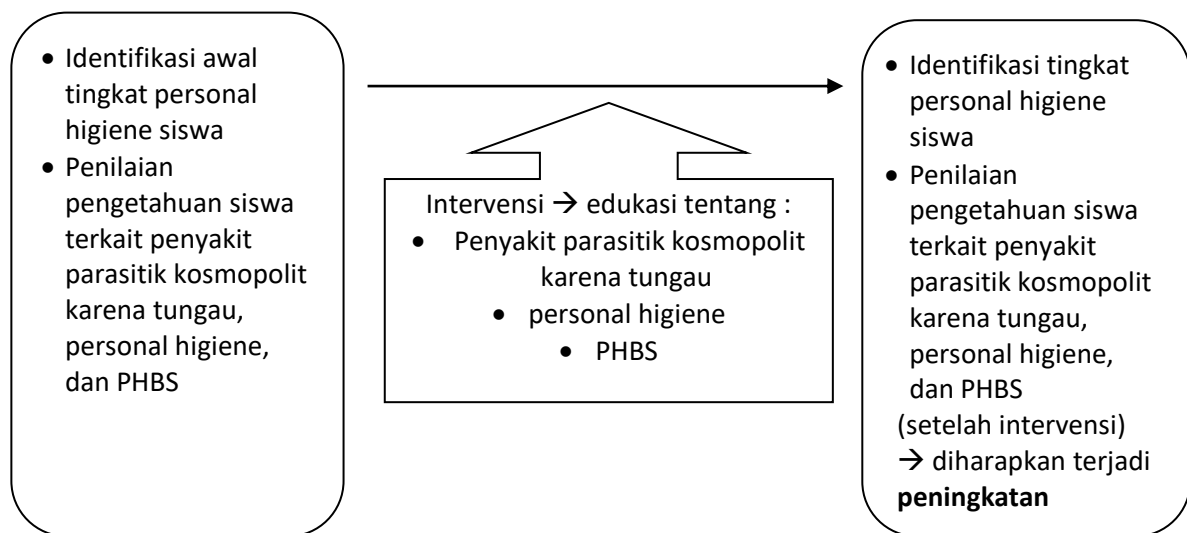 • Identifikasi awal
tingkat personal
higiene siswa
• Penilaian
pengetahuan siswa
terkait penyakit
parasitik kosmopolit
karena tungau,
personal higiene,
dan PHBS
Intervensi → edukasi tentang :
• Penyakit parasitik kosmopolit
karena tungau
• personal higiene
• PHBS
• Identifikasi tingkat
personal higiene
siswa
• Penilaian
pengetahuan siswa
terkait penyakit
parasitik kosmopolit
karena tungau,
personal higiene,
dan PHBS
(setelah intervensi)
→ diharapkan terjadi
peningkatan